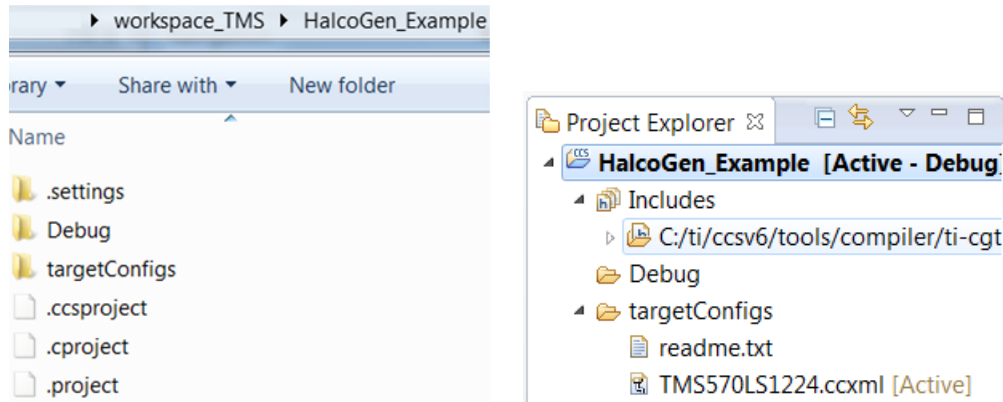 workspace_TMS HalcoGen_Example
Share with New folder
Name
.settings
Debug
targetConfigs
.ccsproject
.cproject
.project
Project Explorer
HalcoGen_Example [Active - Debug]
Includes
C:/ti/ccsv6/tools/compiler/ti-cgt
Debug
targetConfigs
readme.txt
TMS570LS1224.ccxml [Active]